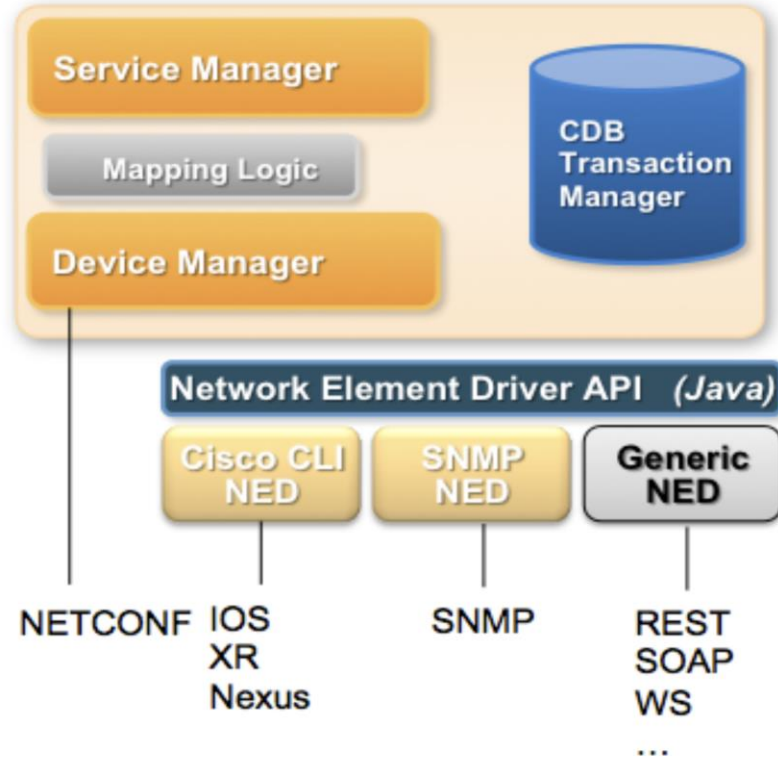 Service Manager
Mapping Logic
Device Manager
CDB
Transaction
Manager
Network Element Driver API (Java)
Cisco CLI
NED
SNMP
NED
Generic
NED
NETCONF
IOS
XR
Nexus
SNMP
REST
SOAP
WS
...